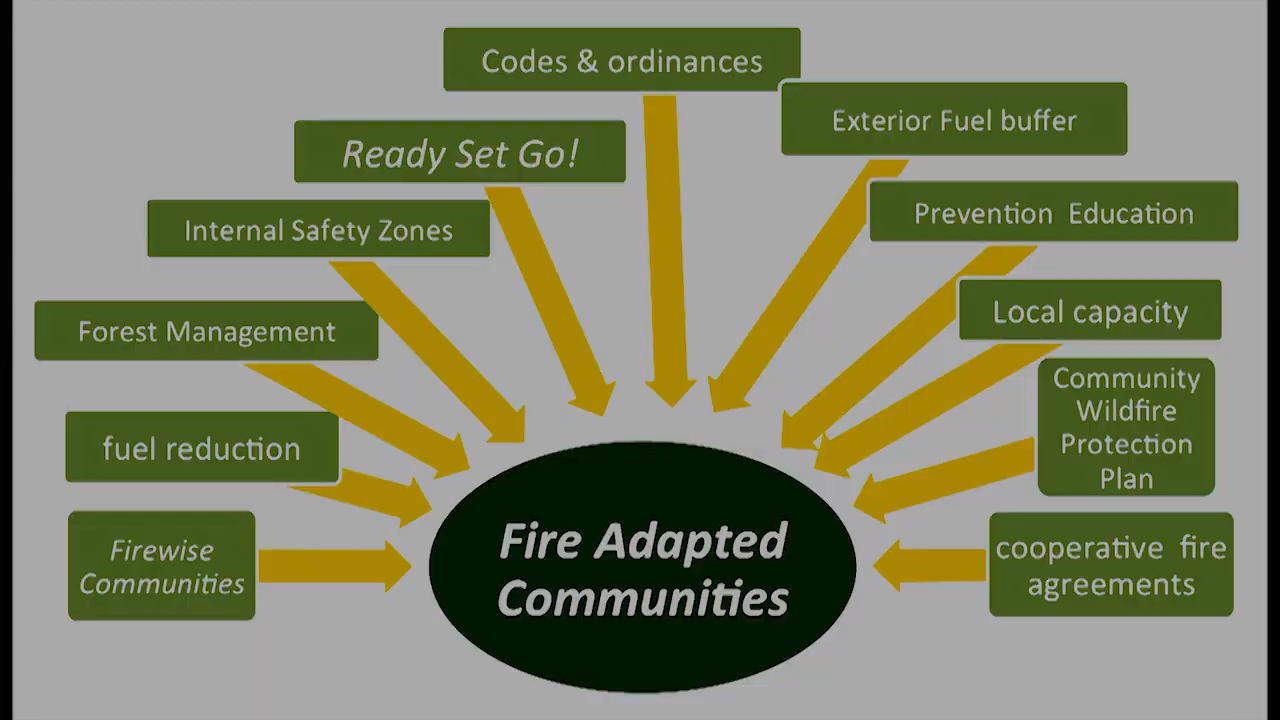 Codes & ordinances
Exterior Fuel buffer
Ready Set Go!
Prevention Education
Internal Safety Zones
Local capacity
Forest Management
Community
Wildfire
Protection
Plan
fuel reduction
Firewise
Communities
cooperative fire
agreements
Fire Adapted
Communities